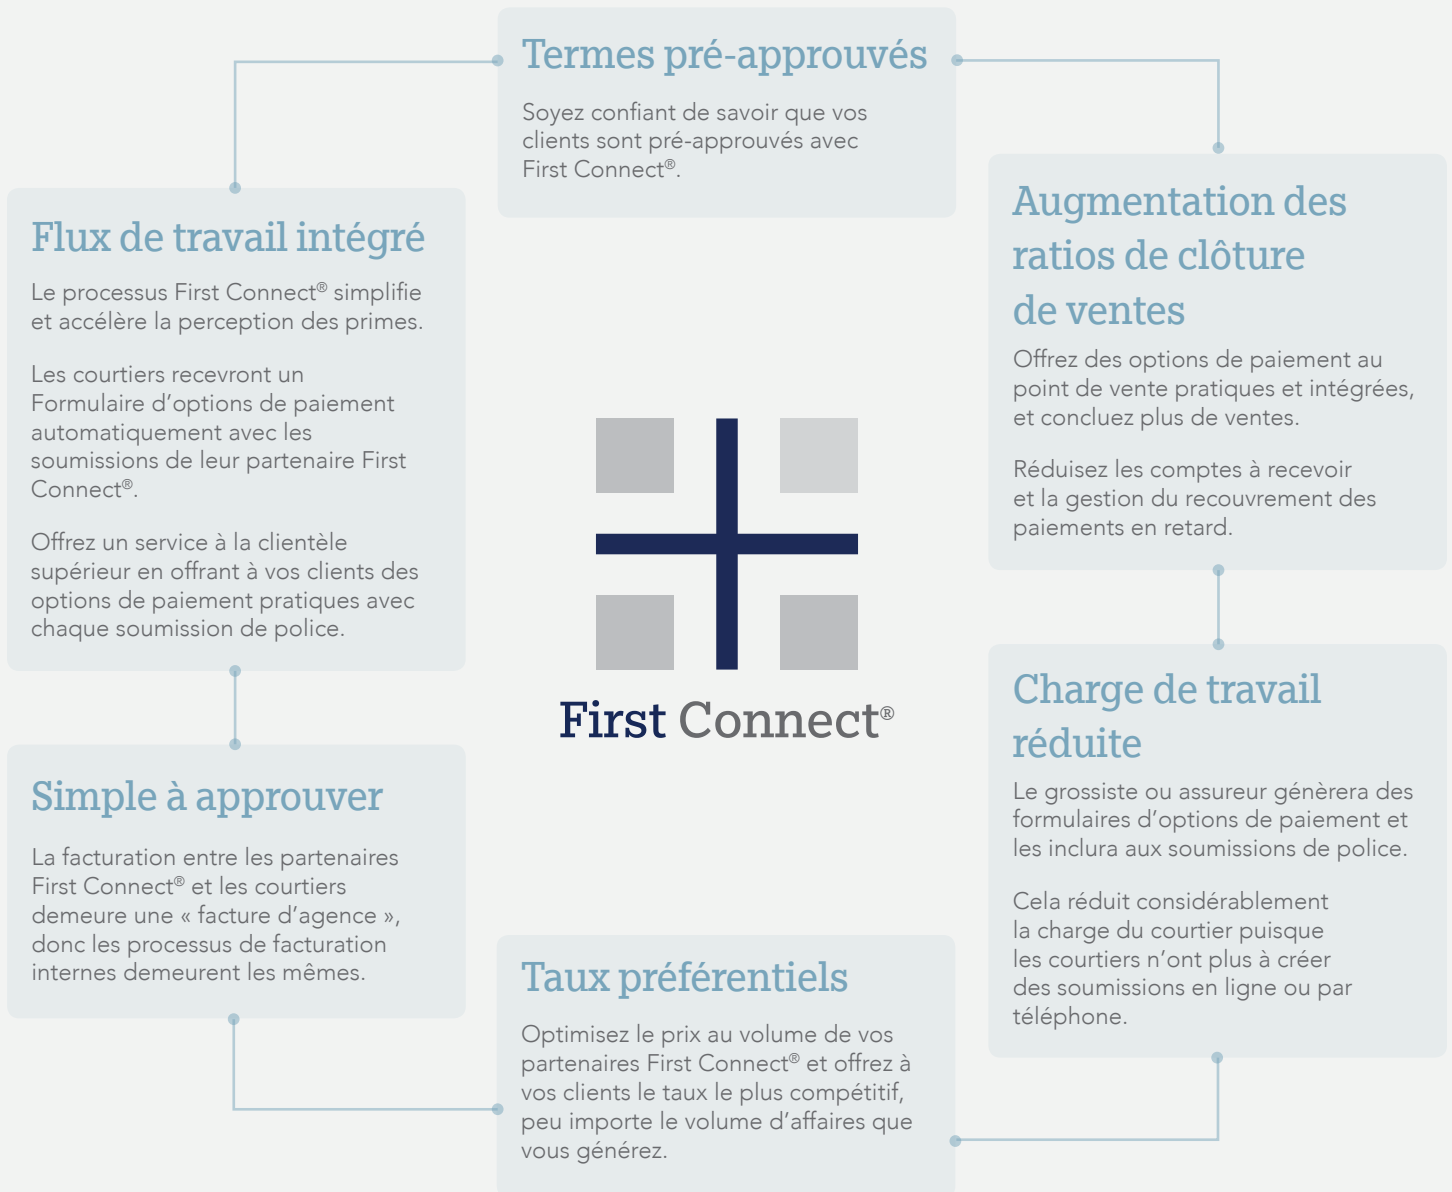 Termes pré-approuvés
Soyez confiant de savoir que vos
clients sont pré-approuvés avec
First Connect®.
Flux de travail intégré
Le processus First Connect® simplifie
et accélère la perception des primes.
Les courtiers recevront un
Formulaire d’options de paiement
automatiquement avec les
soumissions de leur partenaire First
Connect®.
Offrez un service à la clientèle
supérieur en offrant à vos clients des
options de paiement pratiques avec
chaque soumission de police.
Augmentation des
ratios de clôture
de ventes
Offrez des options de paiement au
point de vente pratiques et intégrées,
et concluez plus de ventes.
Réduisez les comptes à recevoir
et la gestion du recouvrement des
paiements en retard.
First Connect®
Simple à approuver
La facturation entre les partenaires
First Connect® et les courtiers
demeure une « facture d’agence »,
donc les processus de facturation
internes demeurent les mêmes.
Charge de travail
réduite
Le grossiste ou assureur génèrera des
formulaires d’options de paiement et
les inclura aux soumissions de police.
Cela réduit considérablement
la charge du courtier puisque
les courtiers n’ont plus à créer
des soumissions en ligne ou par
téléphone.
Taux préférentiels
Optimisez le prix au volume de vos
partenaires First Connect® et offrez à
vos clients le taux le plus compétitif,
peu importe le volume d’affaires que
vous générez.